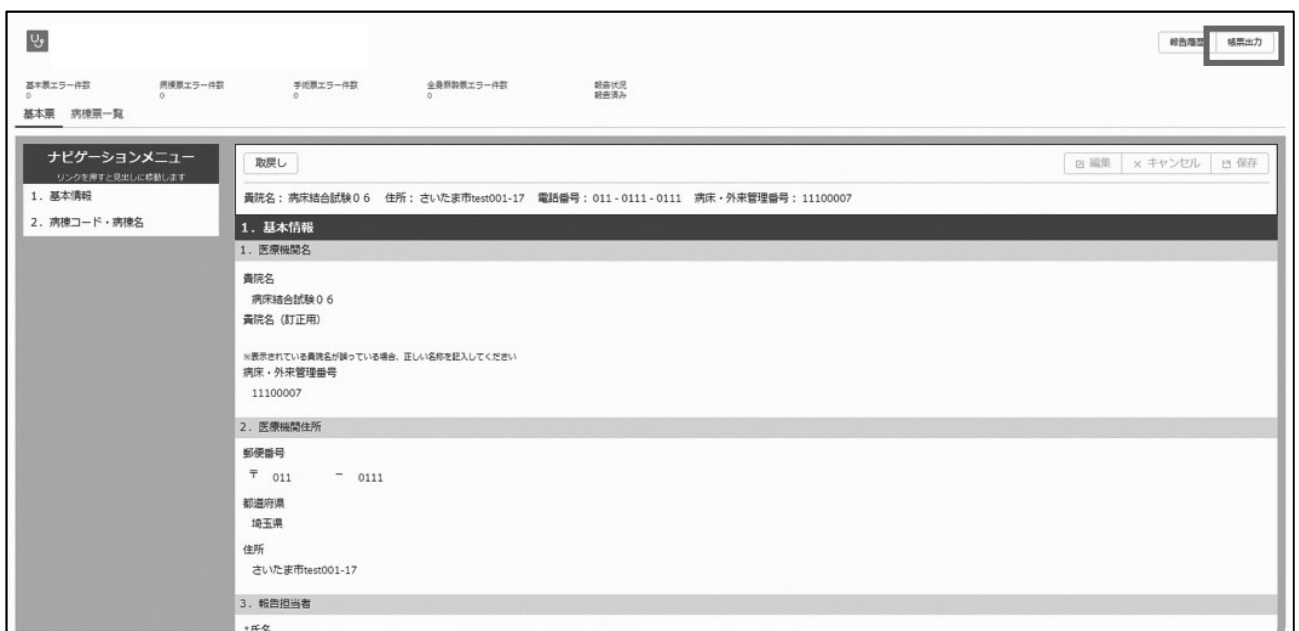 報告履歴 帳票出力
基本票エラー件数 病棟票エラー件数 手術票エラー件数 全身麻酔票エラー件数 報告状況
0 0 0 0 報告済み
基本票 病棟票一覧
ナビゲーションメニュー
リンクを押すと見出しに移動します
1. 基本情報
2. 病棟コード・病棟名
取戻し 編集 × キャンセル 保存
貴院名： 病床結合試験０６ 住所： さいたま市test001-17 電話番号： 011 - 0111 - 0111 病床・外来管理番号： 11100007
1. 基本情報
1. 医療機関名
貴院名
病床結合試験０６
貴院名（訂正用）
※表示されている貴院名が誤っている場合、正しい名称を記入してください
病床・外来管理番号
11100007
2. 医療機関住所
郵便番号
〒 011 － 0111
都道府県
埼玉県
住所
さいたま市test001-17
3. 報告担当者
*氏名